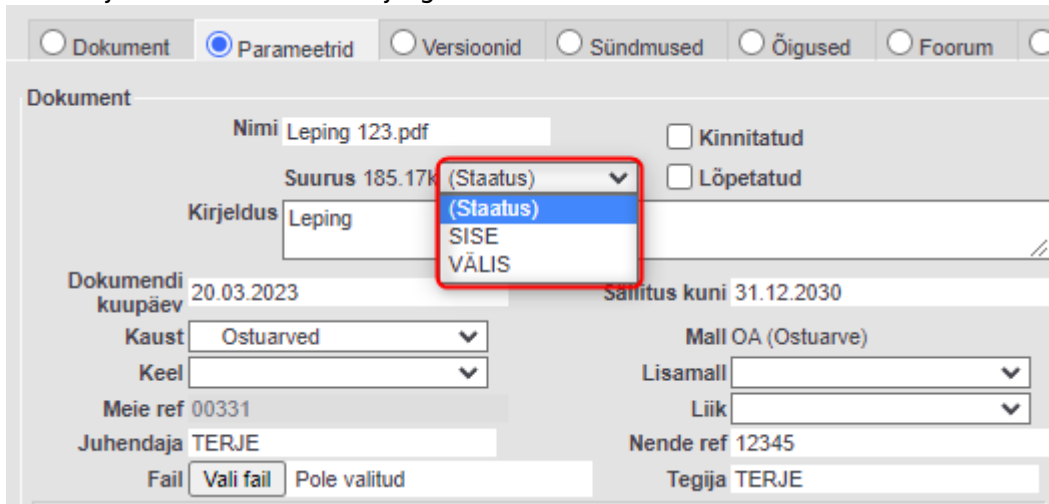 Dokument Parameetrid Versioonid Sündmused Õigused Foorum
Dokument
Nimi Leping 123.pdf Kinnitatud
Suurus 185.17k (Staatus) Lõpetatud
(Staatus)
Kirjeldus Leping
SISE
VÄLIS
Dokumendi kuupäev 20.03.2023 Säilitus kuni 31.12.2030
Kaust Ostuarved Mall OA (Ostuarve)
Keel Lisamall
Meie ref 00331 Liik
Juhendaja TERJE Nende ref 12345
Fail Vali fail Pole valitud Tegija TERJE